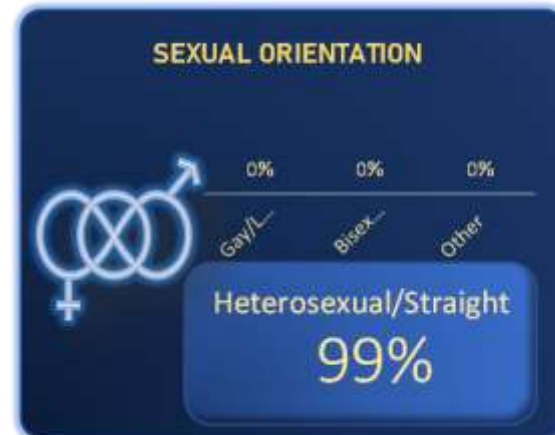 SEXUAL ORIENTATION
0% 0% 0%
Gay/L... Bisex... Other
Heterosexual/Straight
99%